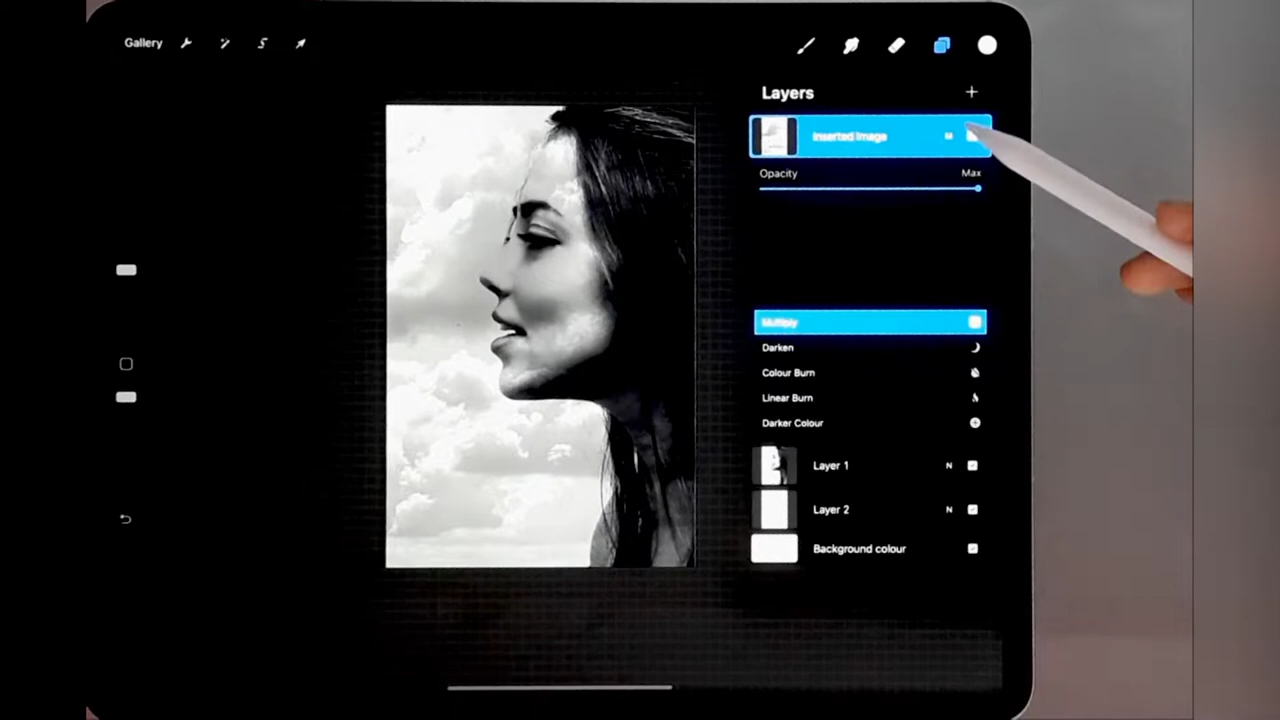 Gallery
Layers
Inserted Image M
Opacity Max
Multiply
Darken
Colour Burn
Linear Burn
Darker Colour
Layer 1 N
Layer 2 N
Background colour